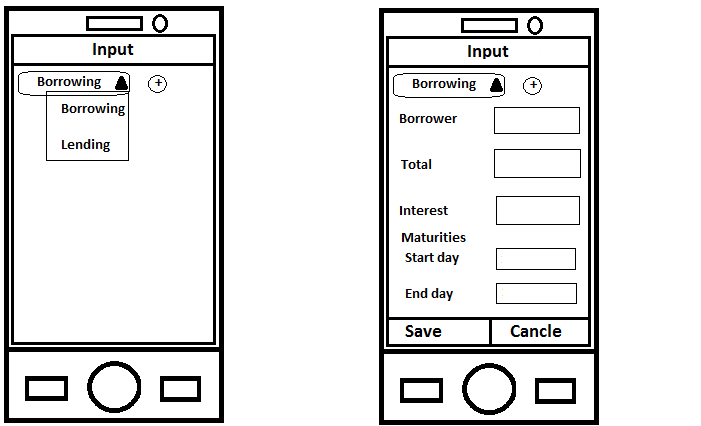 Input
Borrowing
+
Borrowing
Lending
Input
Borrowing
+
Borrower
Total
Interest
Maturities
Start day
End day
Save
Cancle